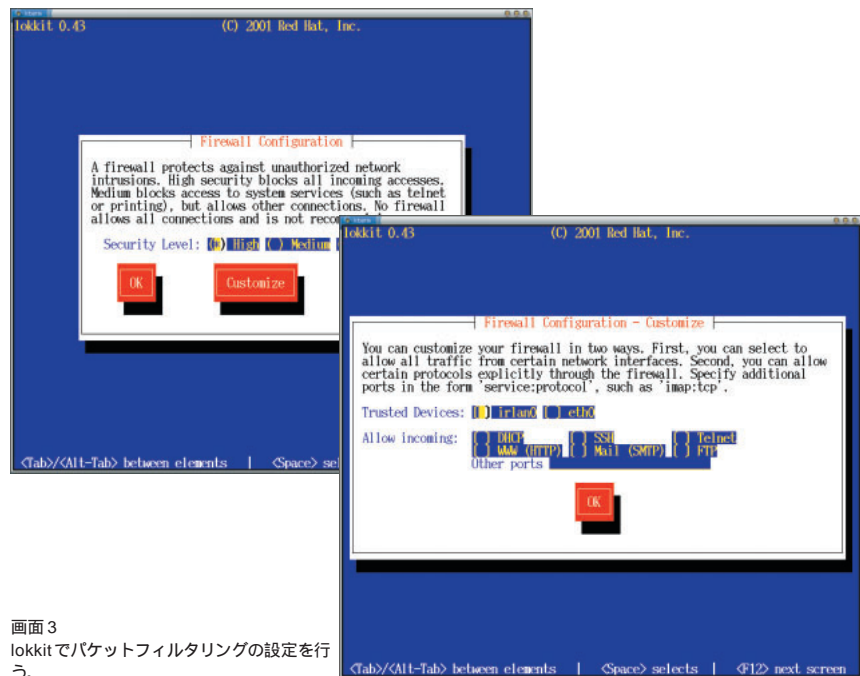 lokkit 0.43 (C) 2001 Red Hat, Inc.
Firewall Configuration
A firewall protects against unauthorized network
intrusions. High security blocks all incoming accesses.
Medium blocks access to system services (such as telnet
or printing), but allows other connections. No firewall
allows all connections and is not
Security Level: (*) High ( ) Medium
OK Customize
<Tab>/<Alt-Tab> between elements | <Space>
lokkit 0.43 (C) 2001 Red Hat, Inc.
Firewall Configuration - Customize
You can customize your firewall in two ways. First, you can select to
allow all traffic from certain network interfaces. Second, you can allow
certain protocols explicitly through the firewall. Specify additional
ports in the form 'service:protocol', such as 'imap:tcp'.
Trusted Devices: [ ] irlan0 [ ] eth0
Allow incoming: [ ] DHCP [ ] SSH [ ] Telnet
[ ] WWW (HTTP) [ ] Mail (SMTP) [ ] FTP
Other ports
OK
<Tab>/<Alt-Tab> between elements | <Space> selects | <F12> next screen
画面3
lokkitでパケットフィルタリングの設定を行
う。